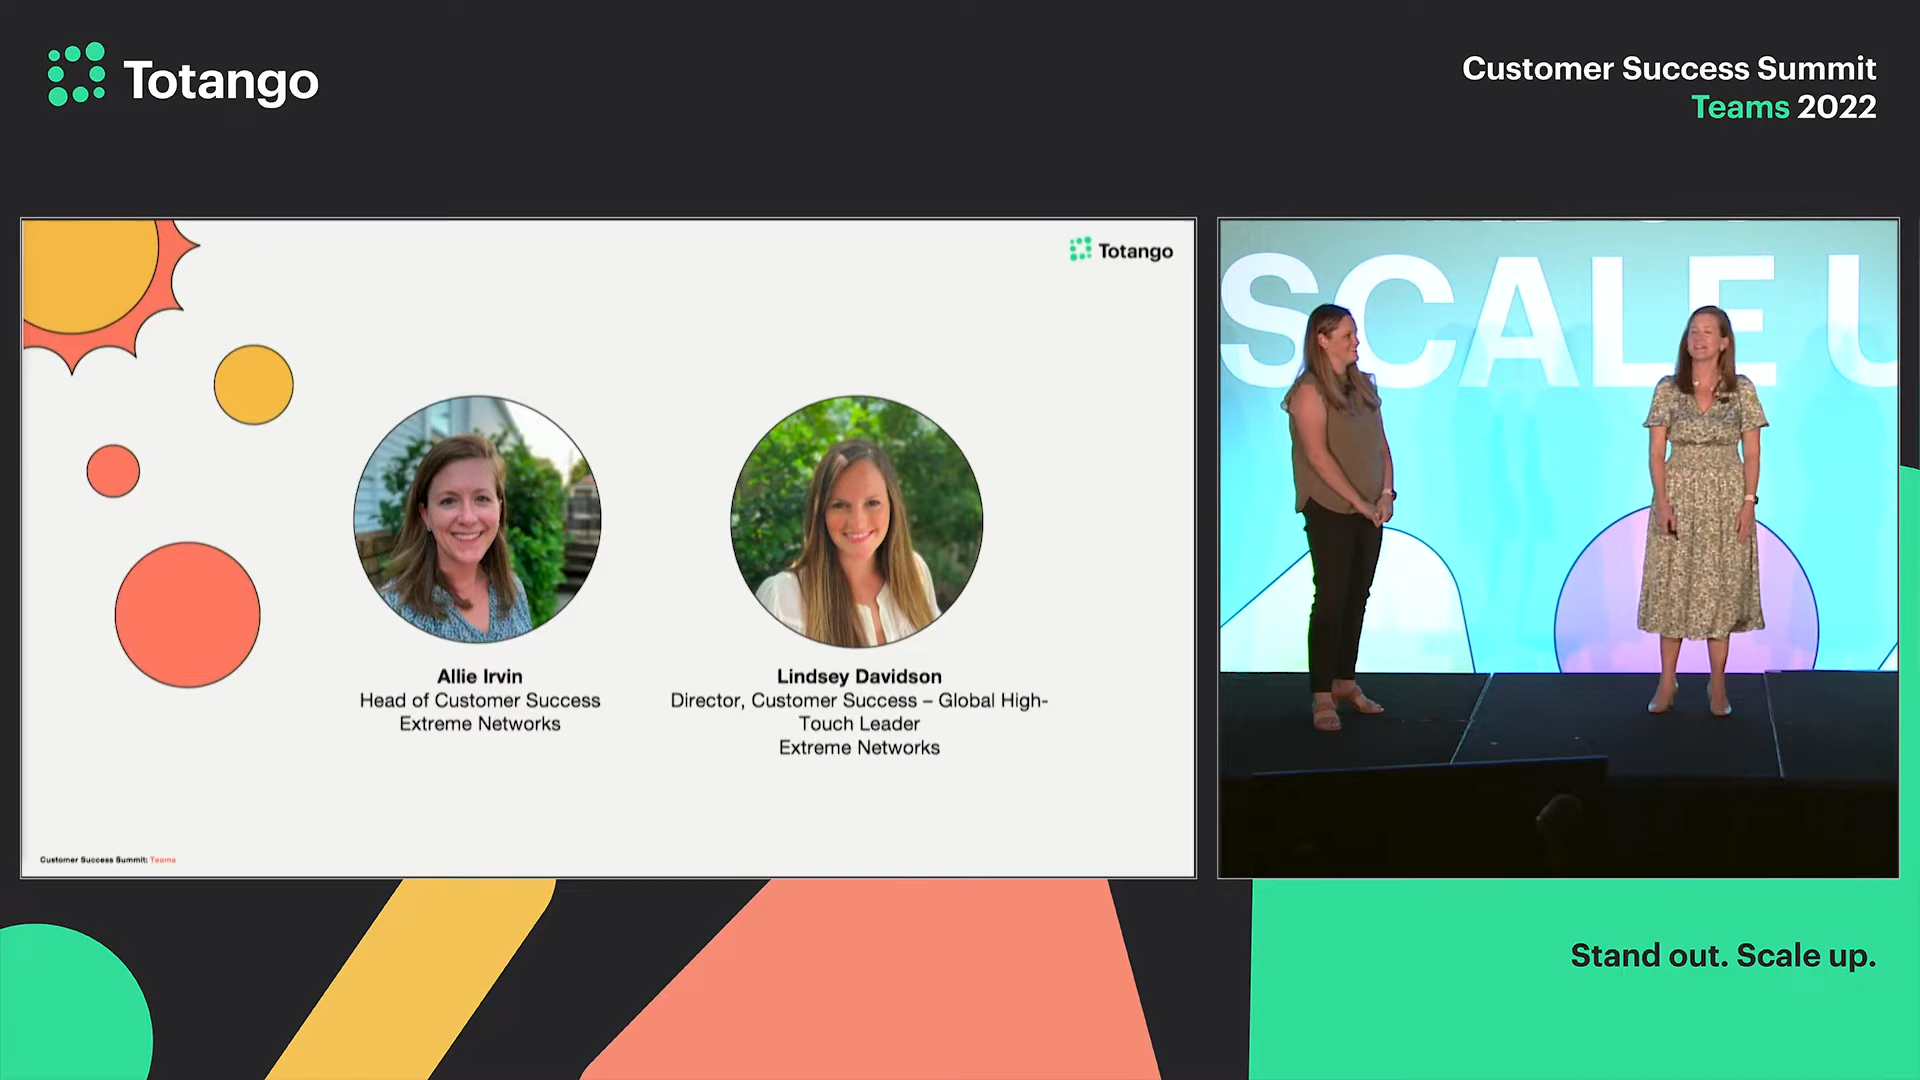 Totango
Customer Success Summit
Teams 2022
Totango
SCALE U
Allie Irvin
Head of Customer Success
Extreme Networks
Lindsey Davidson
Director, Customer Success – Global High-
Touch Leader
Extreme Networks
Customer Success Summit: Teams
Stand out. Scale up.